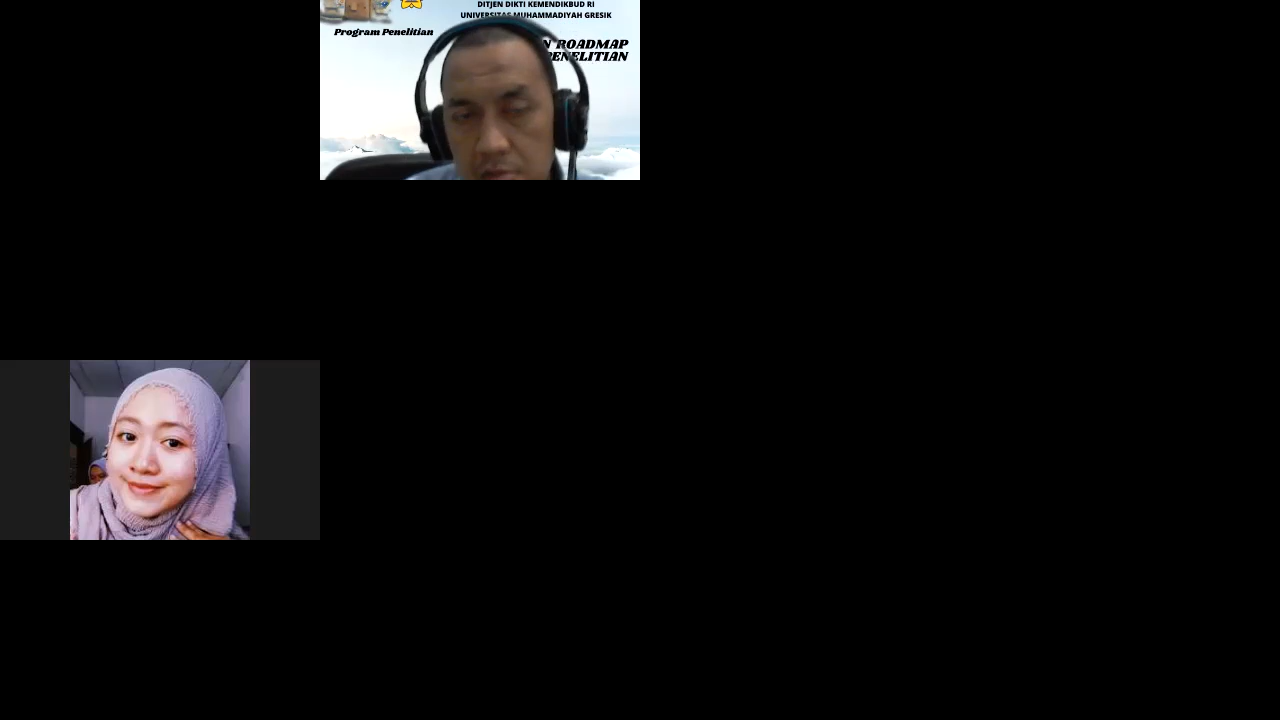 DITJEN DIKTI KEMENDIKBUD RI
UNIVERSITAS MUHAMMADIYAH GRESIK
Program Penelitian
N ROADMAP
PENELITIAN